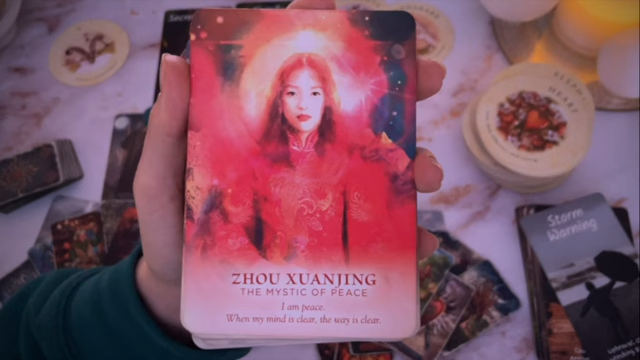 ZHOU XUANJING
THE MYSTIC OF PEACE
I am peace.
When my mind is clear, the way is clear.
HEART
Storm
Warning